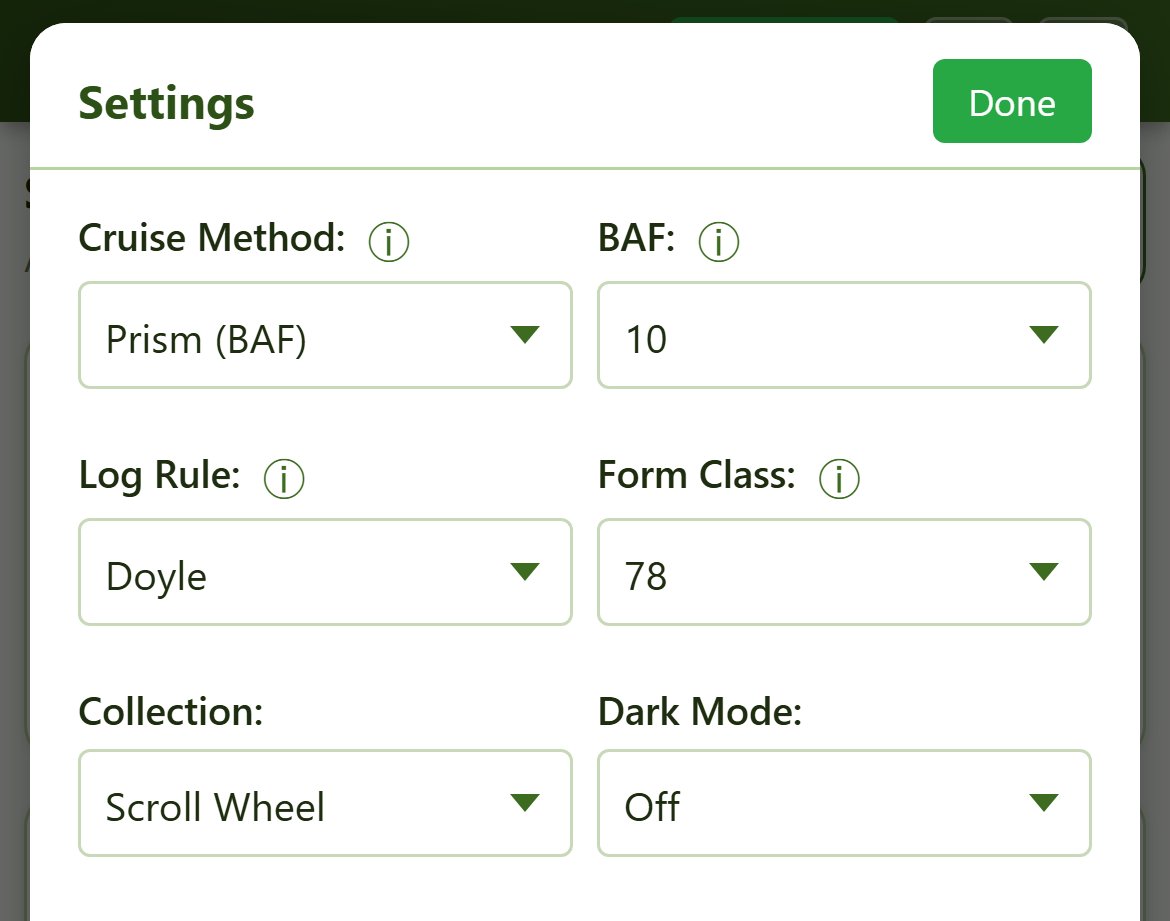 Settings
Done
Cruise Method: ⓘ
BAF: ⓘ
Prism (BAF)
10
Log Rule: ⓘ
Form Class: ⓘ
Doyle
78
Collection:
Dark Mode:
Scroll Wheel
Off